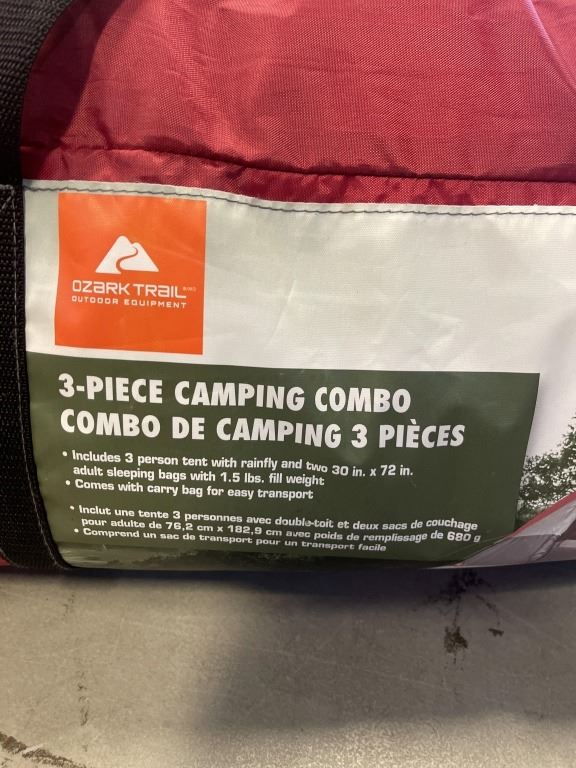 OZARK TRAIL
OUTDOOR EQUIPMENT
3-PIECE CAMPING COMBO
COMBO DE CAMPING 3 PIÈCES
• Includes 3 person tent with rainfly and two 30 in. x 72 in.
adult sleeping bags with 1.5 lbs. fill weight
• Comes with carry bag for easy transport
• Inclut une tente 3 personnes avec double-toit et deux sacs de couchage
pour adulte de 76,2 cm x 182,9 cm avec poids de remplissage de 680 g
• Comprend un sac de transport pour un transport facile